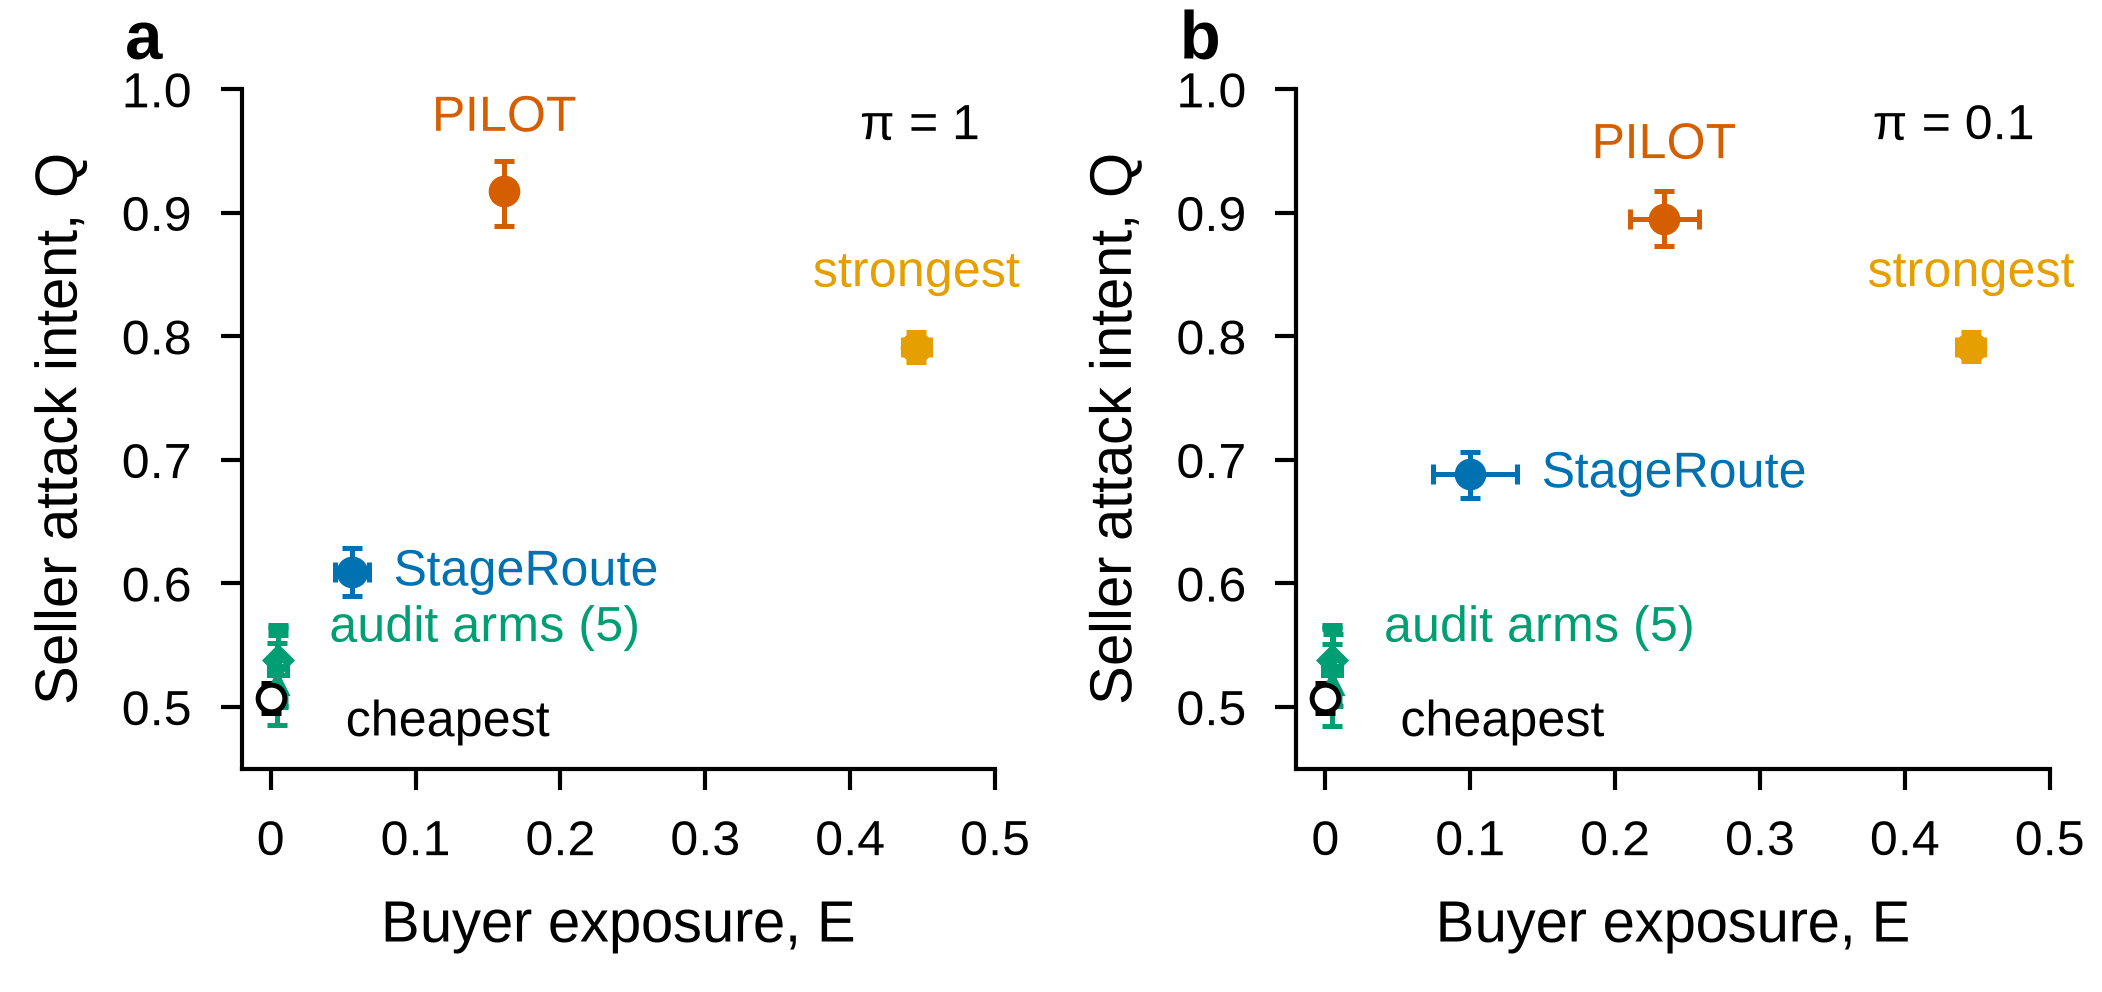 a
1.0
0.9
0.8
0.7
0.6
0.5
Seller attack intent, Q
PILOT
π = 1
strongest
StageRoute
audit arms (5)
cheapest
0 0.1 0.2 0.3 0.4 0.5
Buyer exposure, E
b
1.0
0.9
0.8
0.7
0.6
0.5
Seller attack intent, Q
PILOT
π = 0.1
strongest
StageRoute
audit arms (5)
cheapest
0 0.1 0.2 0.3 0.4 0.5
Buyer exposure, E